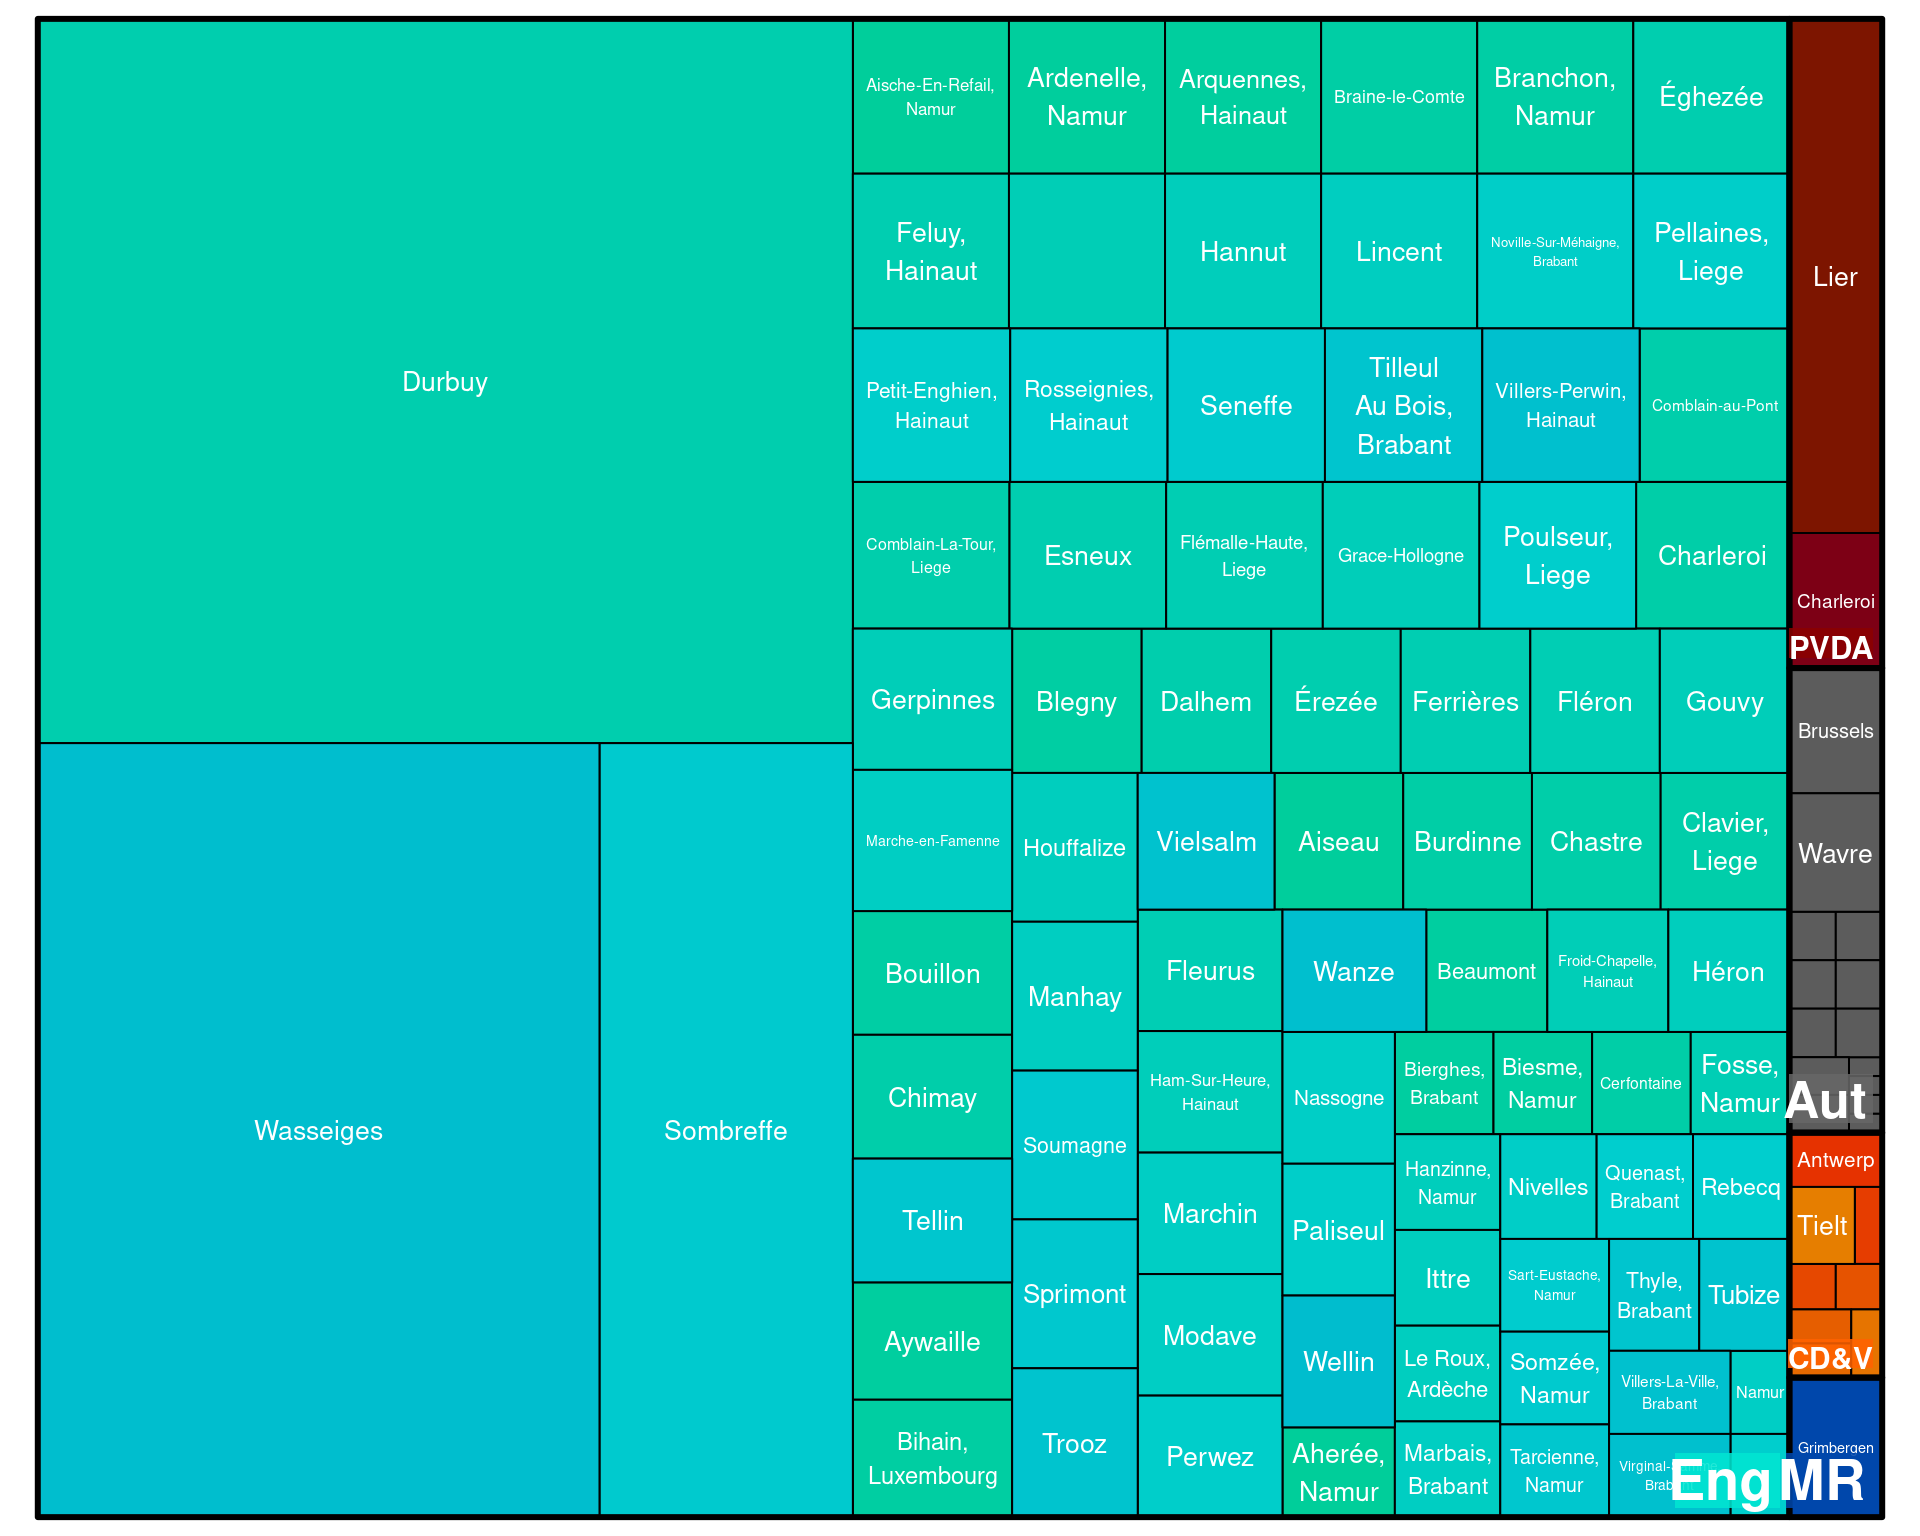 Durbuy
Wasseiges
Sombreffe
Aische-En-Refail,
Namur
Ardenelle,
Namur
Arquennes,
Hainaut
Braine-le-Comte
Branchon,
Namur
Éghezée
Feluy,
Hainaut
Hannut
Lincent
Noville-Sur-Méhaigne,
Brabant
Pellaines,
Liege
Petit-Enghien,
Hainaut
Rosseignies,
Hainaut
Seneffe
Tilleul
Au Bois,
Brabant
Villers-Perwin,
Hainaut
Comblain-au-Pont
Comblain-La-Tour,
Liege
Esneux
Flémalle-Haute,
Liege
Grace-Hollogne
Poulseur,
Liege
Charleroi
Gerpinnes
Blegny
Dalhem
Érezée
Ferrières
Fléron
Gouvy
Marche-en-Famenne
Houffalize
Vielsalm
Aiseau
Burdinne
Chastre
Clavier,
Liege
Bouillon
Manhay
Fleurus
Wanze
Beaumont
Froid-Chapelle,
Hainaut
Héron
Chimay
Soumagne
Ham-Sur-Heure,
Hainaut
Nassogne
Bierghes,
Brabant
Biesme,
Namur
Cerfontaine
Fosse,
Namur
Tellin
Sprimont
Marchin
Paliseul
Hanzinne,
Namur
Nivelles
Quenast,
Brabant
Rebecq
Aywaille
Modave
Wellin
Ittre
Sart-Eustache,
Namur
Thyle,
Brabant
Tubize
Le Roux,
Ardèche
Somzée,
Namur
Villers-La-Ville,
Brabant
Namur
Bihain,
Luxembourg
Trooz
Perwez
Aherée,
Namur
Marbais,
Brabant
Tarcienne,
Namur
Eng
Lier
Charleroi
PVDA
Brussels
Wavre
Aut
Antwerp
Tielt
CD&V
Grimbergen
MR